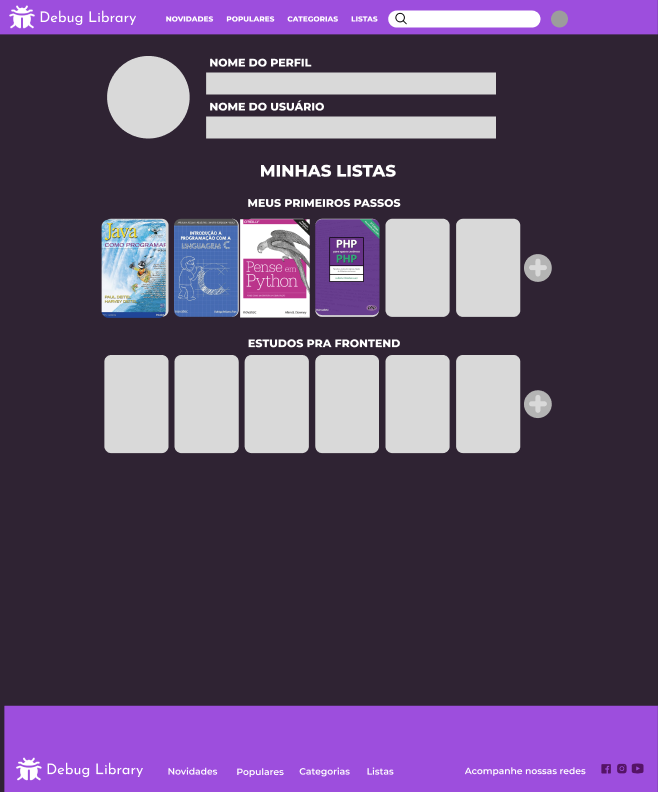 Debug Library
NOVIDADES
POPULARES
CATEGORIAS
LISTAS
NOME DO PERFIL
NOME DO USUÁRIO
MINHAS LISTAS
MEUS PRIMEIROS PASSOS
Java
COMO PROGRAMAR
PAUL DEITEL
HARVEY DEITEL
INTRODUÇÃO A
PROGRAMAÇÃO COM A
LINGUAGEM C
Pense em
Python
PHP
PHP
ESTUDOS PRA FRONTEND
Debug Library
Novidades
Populares
Categorias
Listas
Acompanhe nossas redes